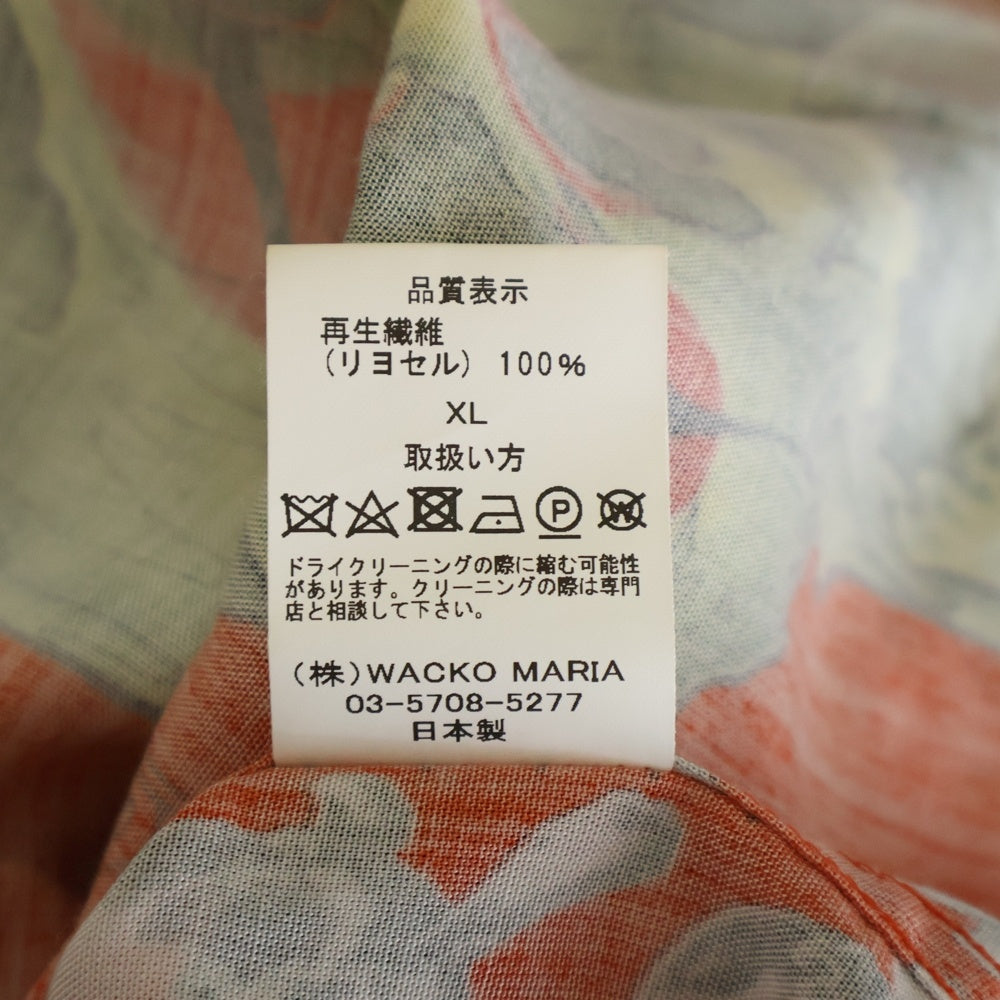 品質表示
再生繊維
(リヨセル) 100%
XL
取扱い方
P W
ドライクリーニングの際に縮む可能性
があります。クリーニングの際は専門
店と相談して下さい。
(株)WACKO MARIA
03-5708-5277
日本製